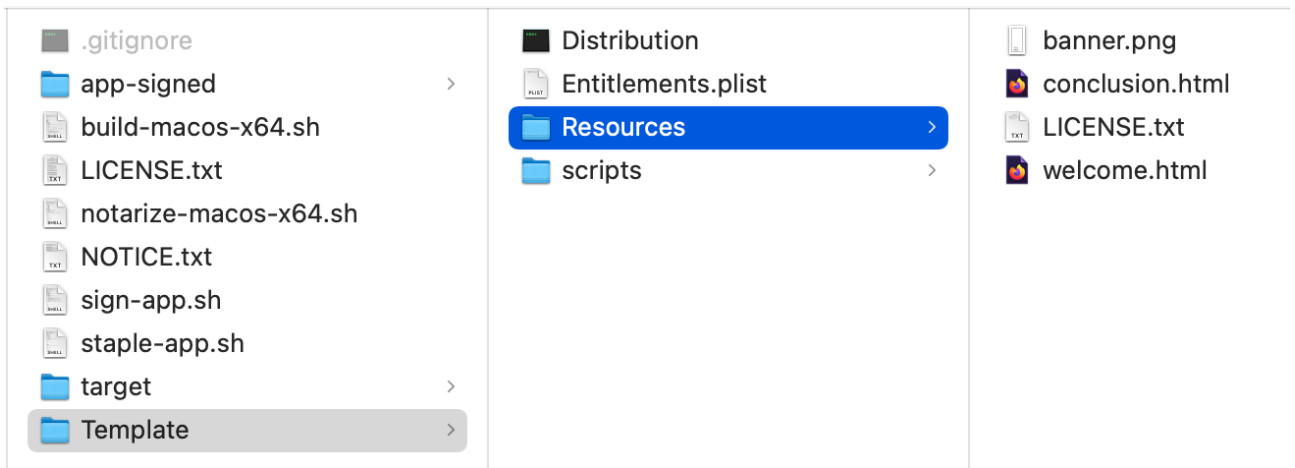 .gitignore
app-signed
build-macos-x64.sh
LICENSE.txt
notarize-macos-x64.sh
NOTICE.txt
sign-app.sh
staple-app.sh
target
Template
Distribution
Entitlements.plist
Resources
scripts
banner.png
conclusion.html
LICENSE.txt
welcome.html